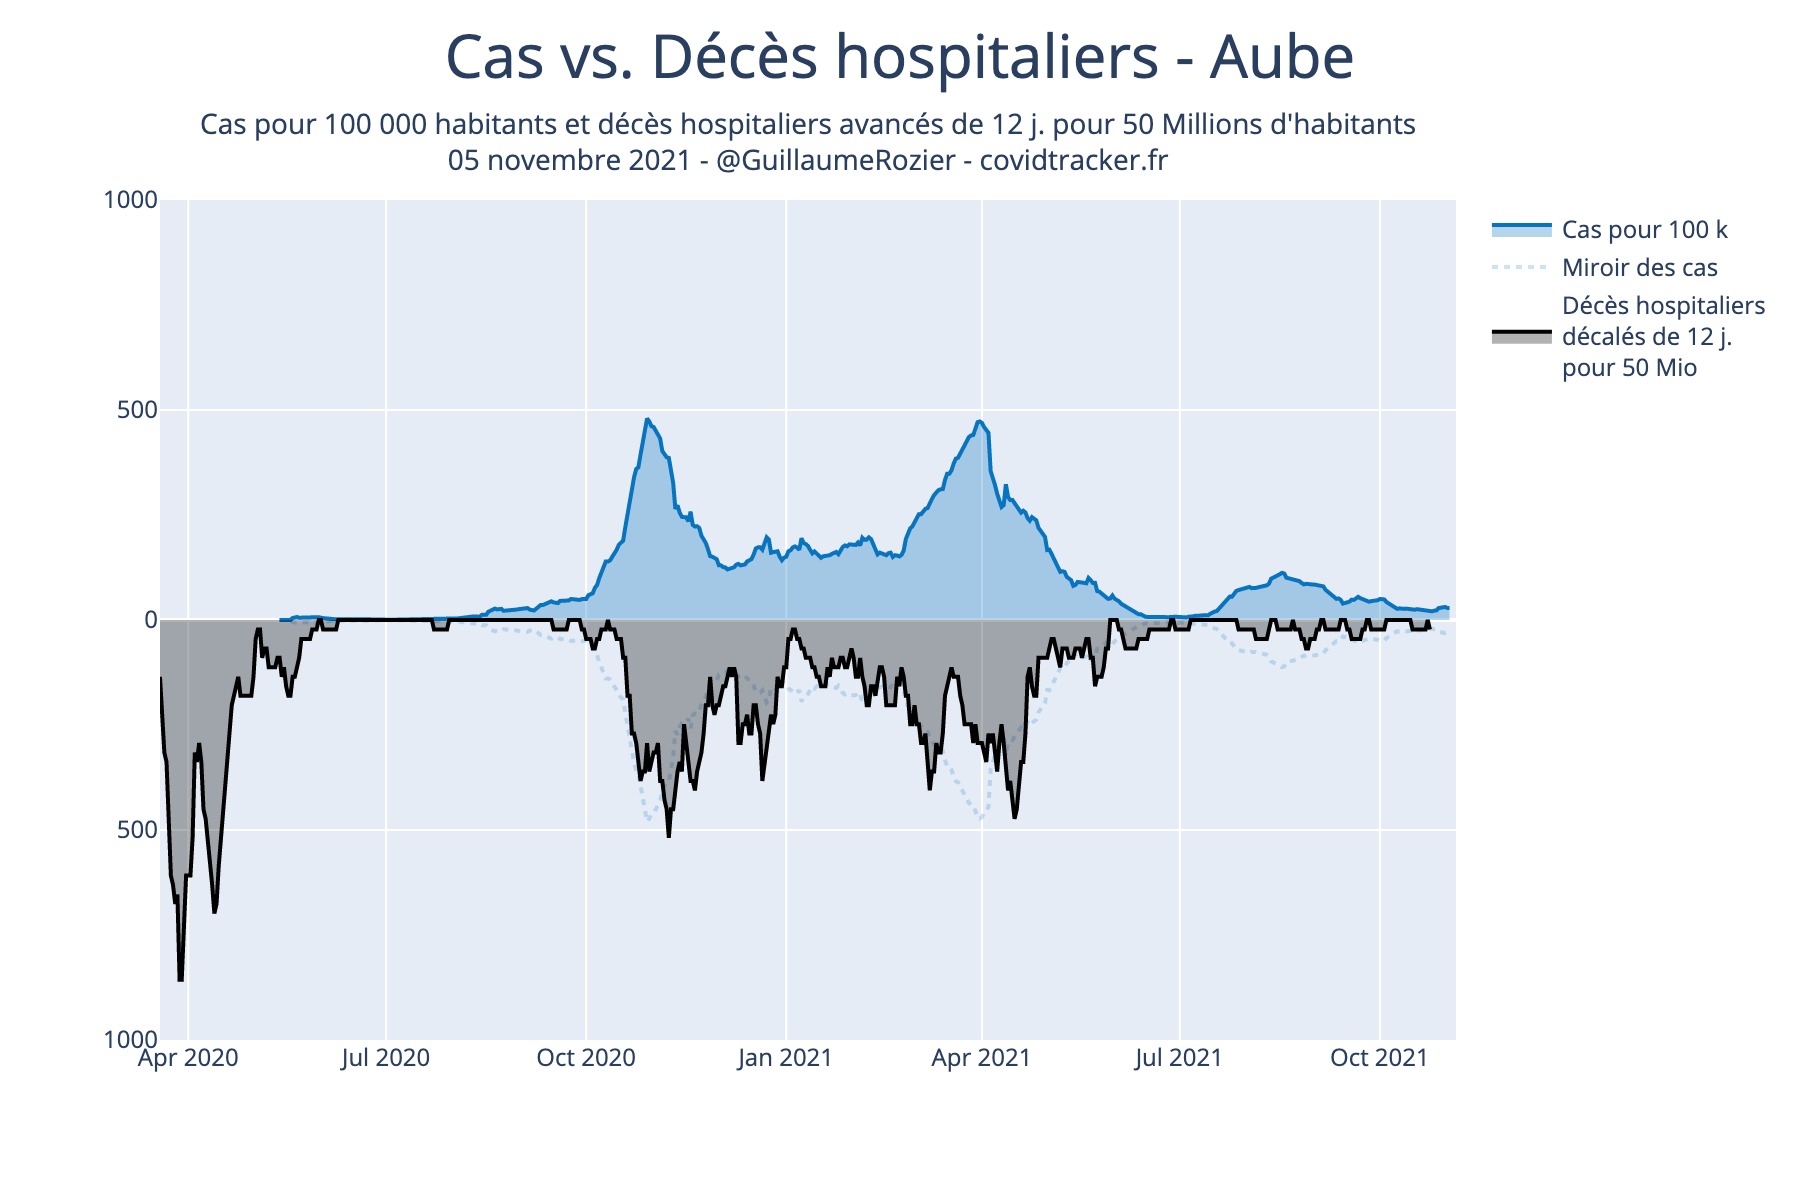 Cas vs. Décès hospitaliers - Aube
Cas pour 100 000 habitants et décès hospitaliers avancés de 12 j. pour 50 Millions d'habitants
05 novembre 2021 - @GuillaumeRozier - covidtracker.fr
1000
500
0
500
1000
Apr 2020
Jul 2020
Oct 2020
Jan 2021
Apr 2021
Jul 2021
Oct 2021
Cas pour 100 k
Miroir des cas
Décès hospitaliers
décalés de 12 j.
pour 50 Mio